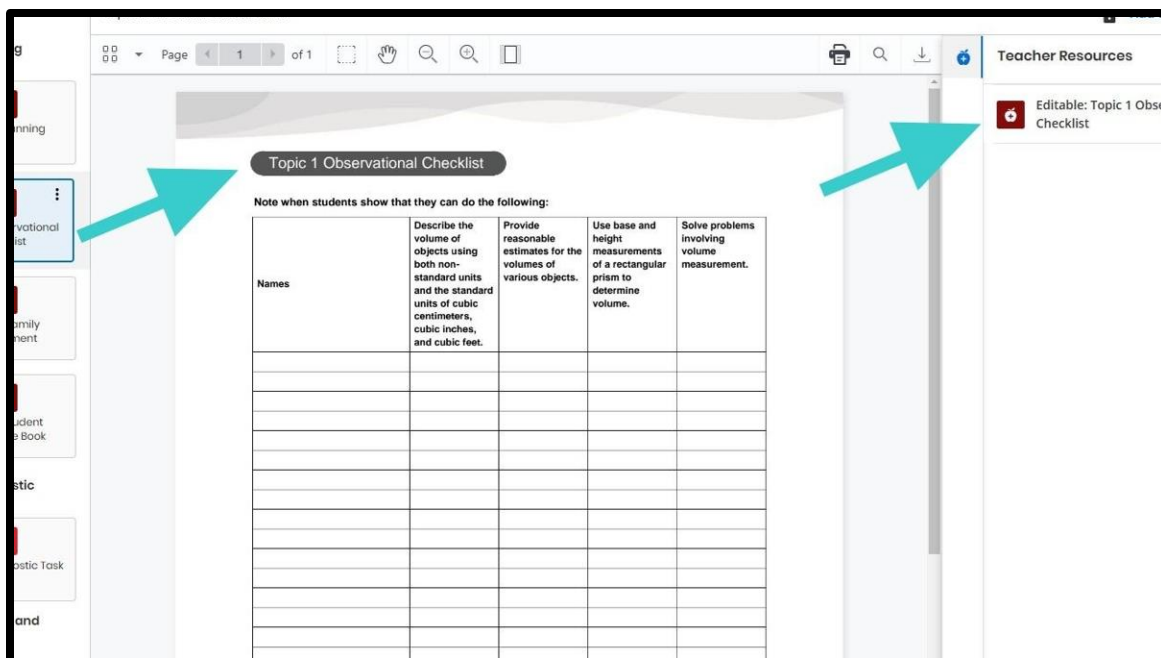 g
Page 1 of 1
Teacher Resources
Editable: Topic 1 Obse
Checklist
nning
Topic 1 Observational Checklist
rvational
ist
Note when students show that they can do the following:
Names
Describe the
volume of
objects using
both non-
standard units
and the standard
units of cubic
centimeters,
cubic inches,
and cubic feet.
Provide
reasonable
estimates for the
volumes of
various objects.
Use base and
height
measurements
of a rectangular
prism to
determine
volume.
Solve problems
involving
volume
measurement.
amily
ment
udent
e Book
stic
ostic Task
and